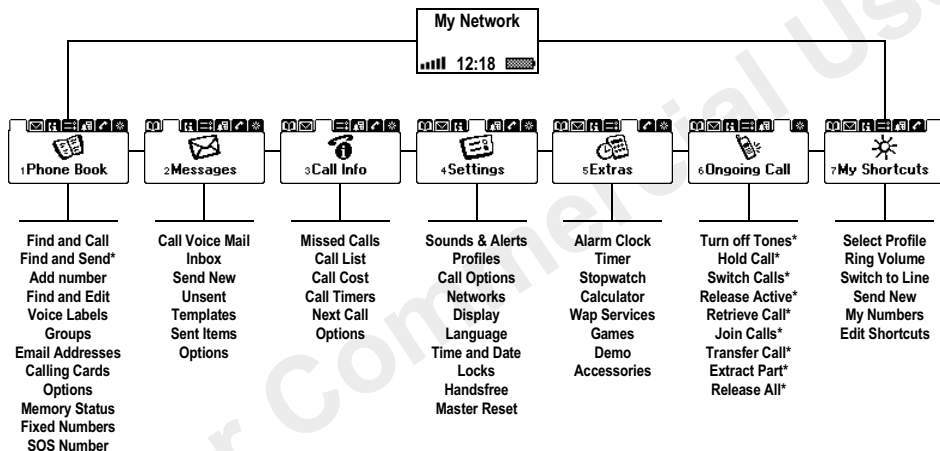 My Network
12:18
1Phone Book
2Messages
3Call Info
4Settings
5Extras
6Ongoing Call
7My Shortcuts
Find and Call
Find and Send*
Add number
Find and Edit
Voice Labels
Groups
Email Addresses
Calling Cards
Options
Memory Status
Fixed Numbers
SOS Number
Call Voice Mail
Inbox
Send New
Unsent
Templates
Sent Items
Options
Missed Calls
Call List
Call Cost
Call Timers
Next Call
Options
Sounds & Alerts
Profiles
Call Options
Networks
Display
Language
Time and Date
Locks
Handsfree
Master Reset
Alarm Clock
Timer
Stopwatch
Calculator
Wap Services
Games
Demo
Accessories
Turn off Tones*
Hold Call*
Switch Calls*
Release Active*
Retrieve Call*
Join Calls*
Transfer Call*
Extract Part*
Release All*
Select Profile
Ring Volume
Switch to Line
Send New
My Numbers
Edit Shortcuts
r Commercial Us